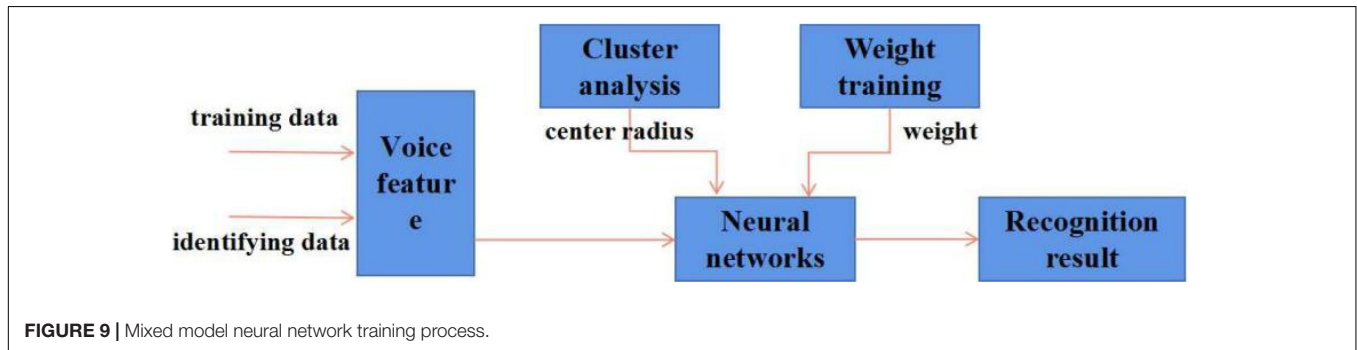 Cluster
analysis
Weight
training
training data
center radius
weight
Voice
featur
e
identifying data
Neural
networks
Recognition
result
FIGURE 9 | Mixed model neural network training process.